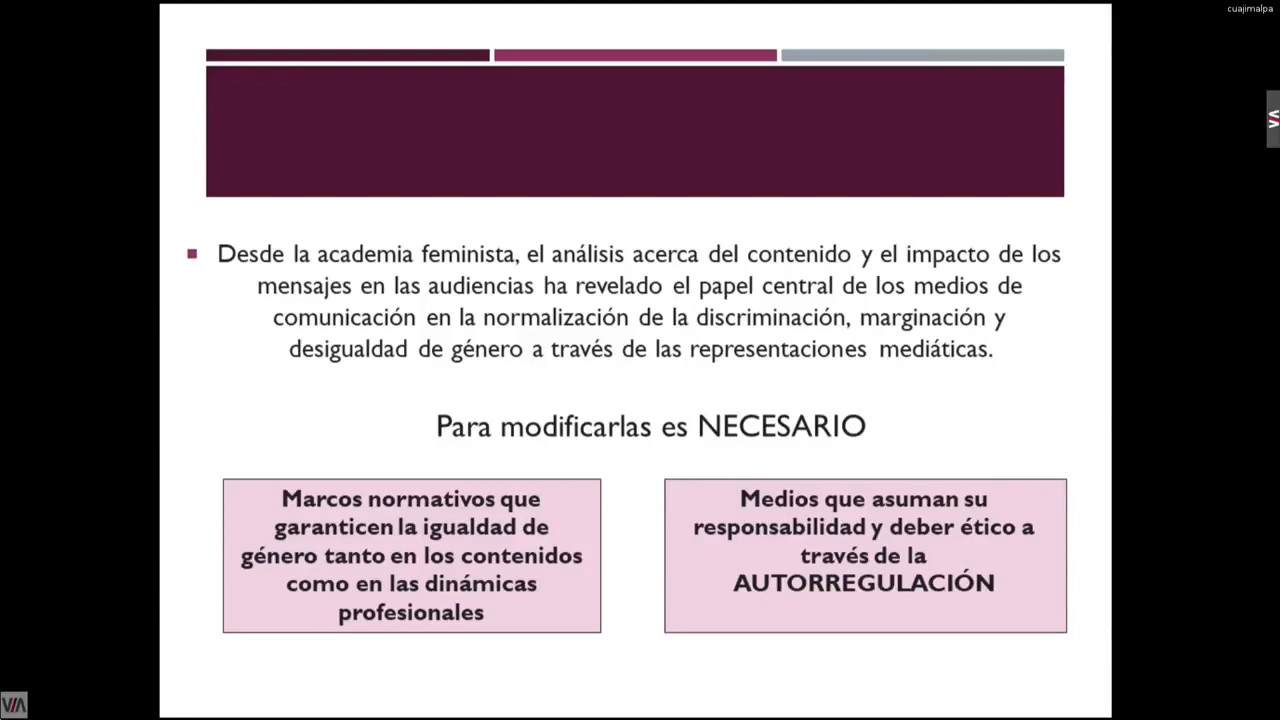 cuajimalpa
Desde la academia feminista, el análisis acerca del contenido y el impacto de los
mensajes en las audiencias ha revelado el papel central de los medios de
comunicación en la normalización de la discriminación, marginación y
desigualdad de género a través de las representaciones mediáticas.
Para modificarlas es NECESARIO
Marcos normativos que
garanticen la igualdad de
género tanto en los contenidos
como en las dinámicas
profesionales
Medios que asuman su
responsabilidad y deber ético a
través de la
AUTORREGULACIÓN